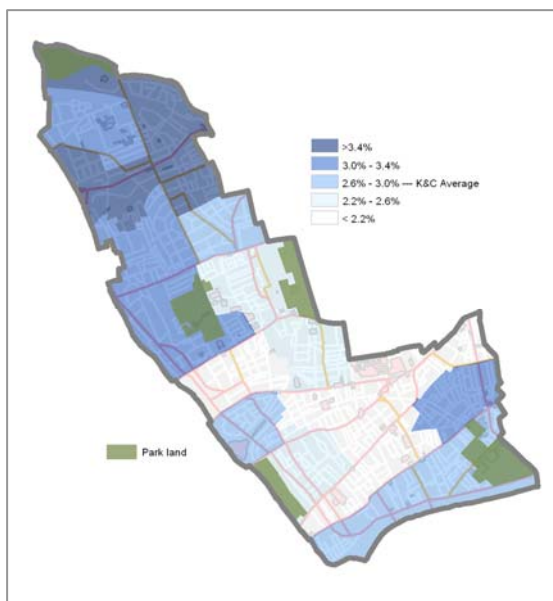 >3.4%
3.0% - 3.4%
2.6% - 3.0% --- K&C Average
2.2% - 2.6%
< 2.2%
Park land